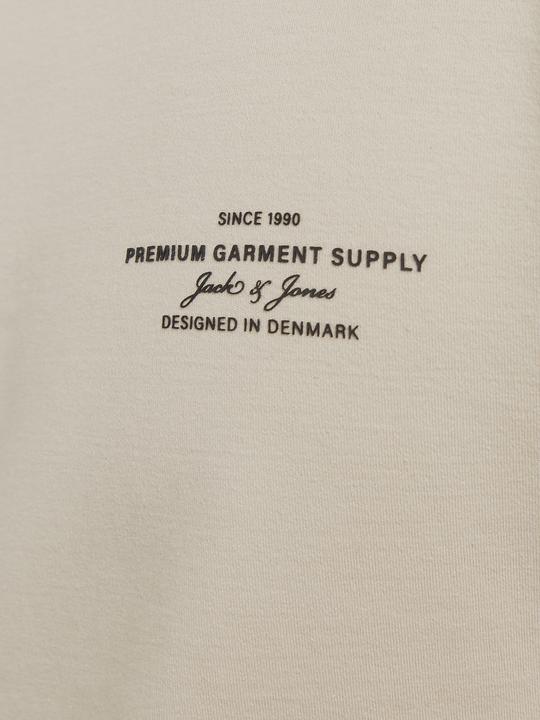 SINCE 1990
PREMIUM GARMENT SUPPLY
Jack & Jones
DESIGNED IN DENMARK